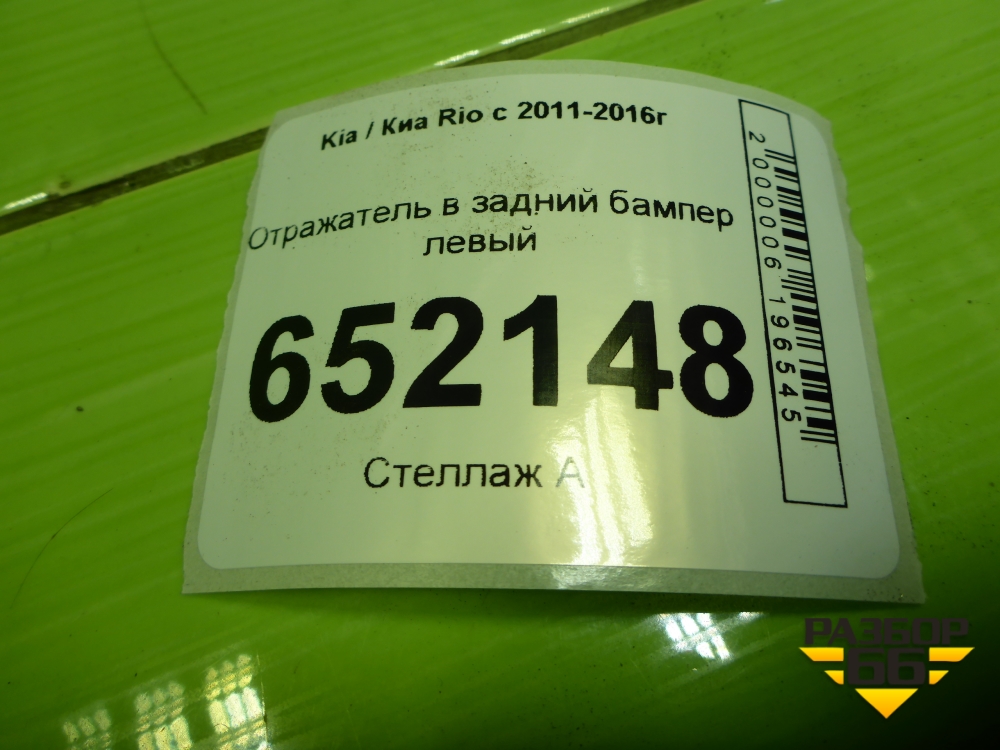 Kia / Киа Rio с 2011-2016г
Отражатель в задний бампер
левый
652148
Стеллаж А
2000006196545
РАЗБОР
66